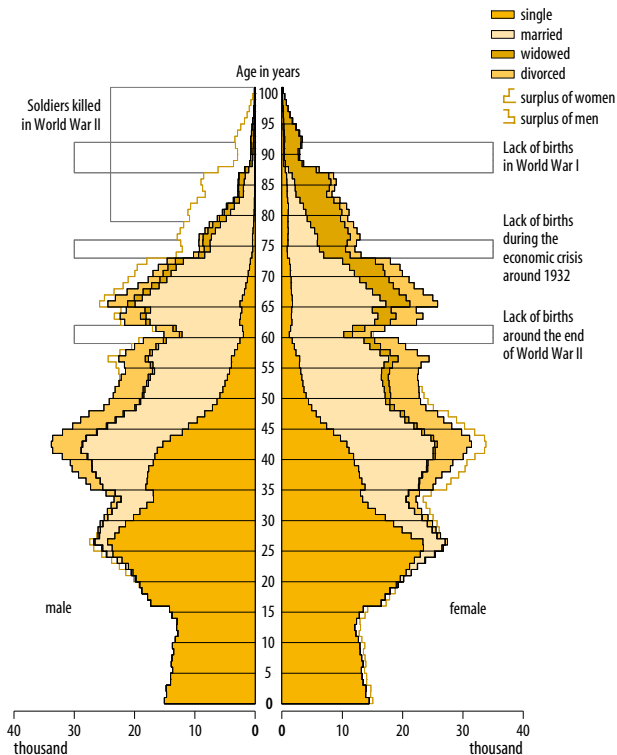 single
married
widowed
divorced
surplus of women
surplus of men
Age in years
Soldiers killed
in World War II
Lack of births
in World War I
Lack of births
during the
economic crisis
around 1932
Lack of births
around the end
of World War II
100
95
90
85
80
75
70
65
60
55
50
45
40
35
30
25
20
15
10
5
0
male
female
40 30 20 10 0 0 10 20 30 40
thousand thousand